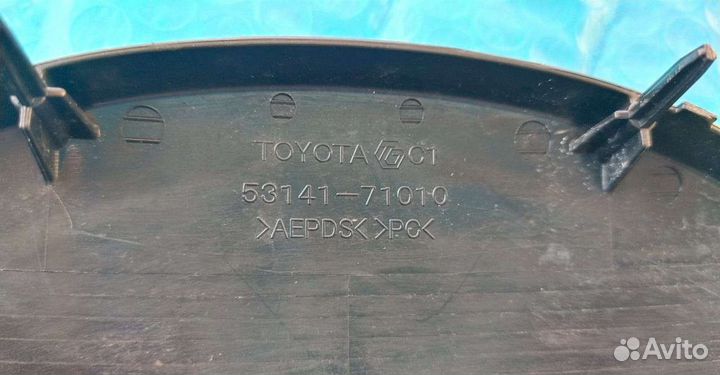 TOYOTA G C1
53141-71010
>AEPDS< >PC<
Avito